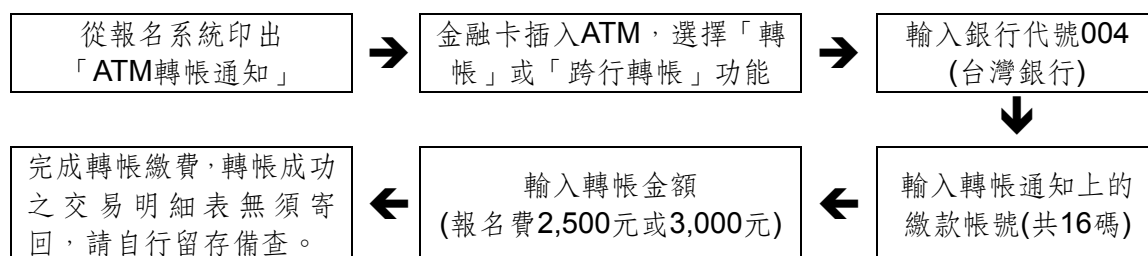 從報名系統印出
「ATM轉帳通知」
金融卡插入ATM，選擇「轉
帳」或「跨行轉帳」功能
輸入銀行代號004
(台灣銀行)
輸入轉帳通知上的
繳款帳號(共16碼)
輸入轉帳金額
(報名費2,500元或3,000元)
完成轉帳繳費，轉帳成功
之交易明細表無須寄
回，請自行留存備查。